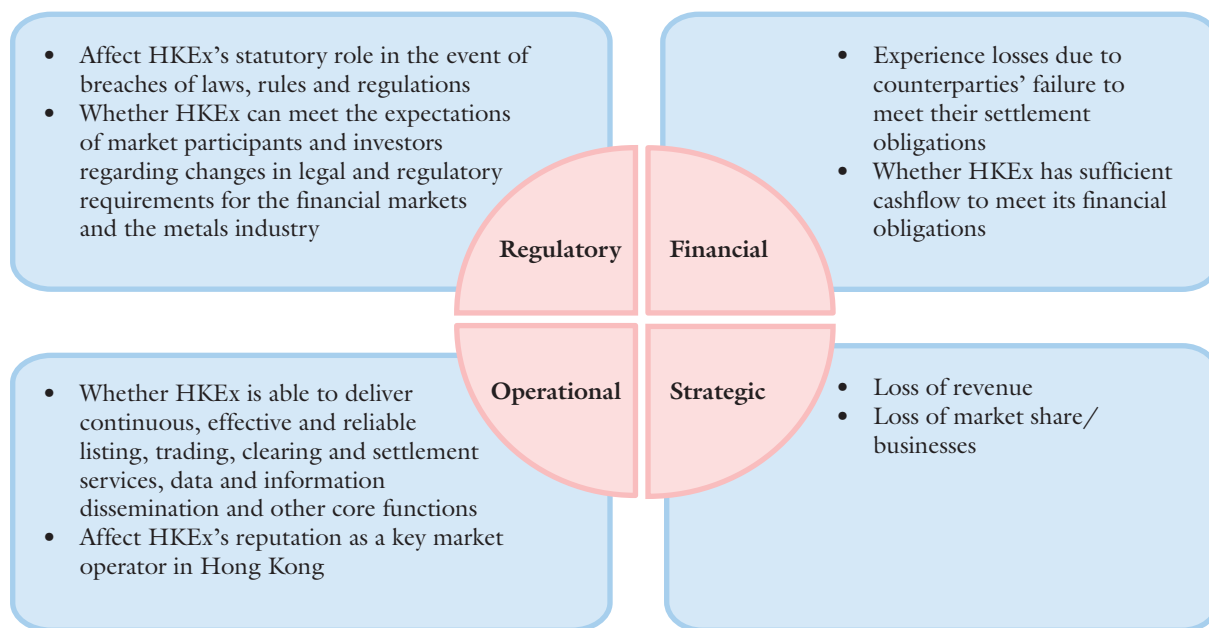 • Affect HKEx’s statutory role in the event of
breaches of laws, rules and regulations
• Whether HKEx can meet the expectations
of market participants and investors
regarding changes in legal and regulatory
requirements for the financial markets
and the metals industry
• Experience losses due to
counterparties’ failure to
meet their settlement
obligations
• Whether HKEx has sufficient
cashflow to meet its financial
obligations
Regulatory
Financial
Operational
Strategic
• Whether HKEx is able to deliver
continuous, effective and reliable
listing, trading, clearing and settlement
services, data and information
dissemination and other core functions
• Affect HKEx’s reputation as a key market
operator in Hong Kong
• Loss of revenue
• Loss of market share/
businesses